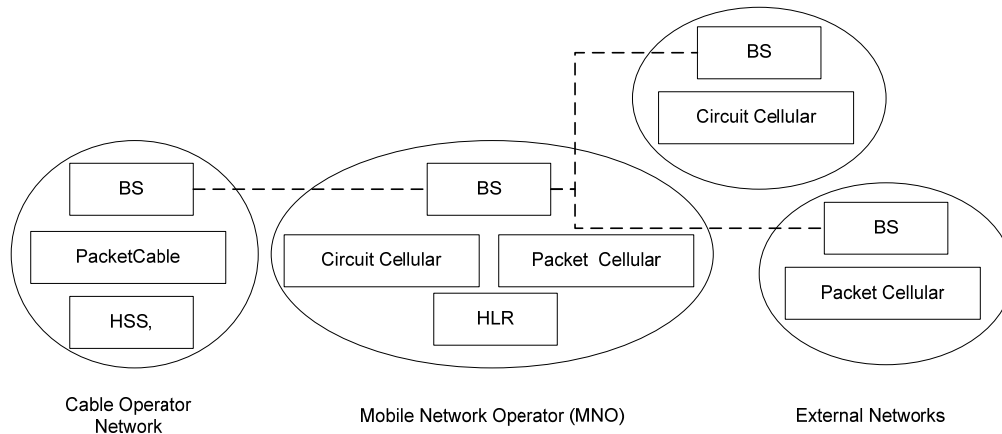 BS
Circuit Cellular
BS
PacketCable
HSS,
BS
Circuit Cellular
Packet Cellular
HLR
BS
Packet Cellular
Cable Operator
Network
Mobile Network Operator (MNO)
External Networks